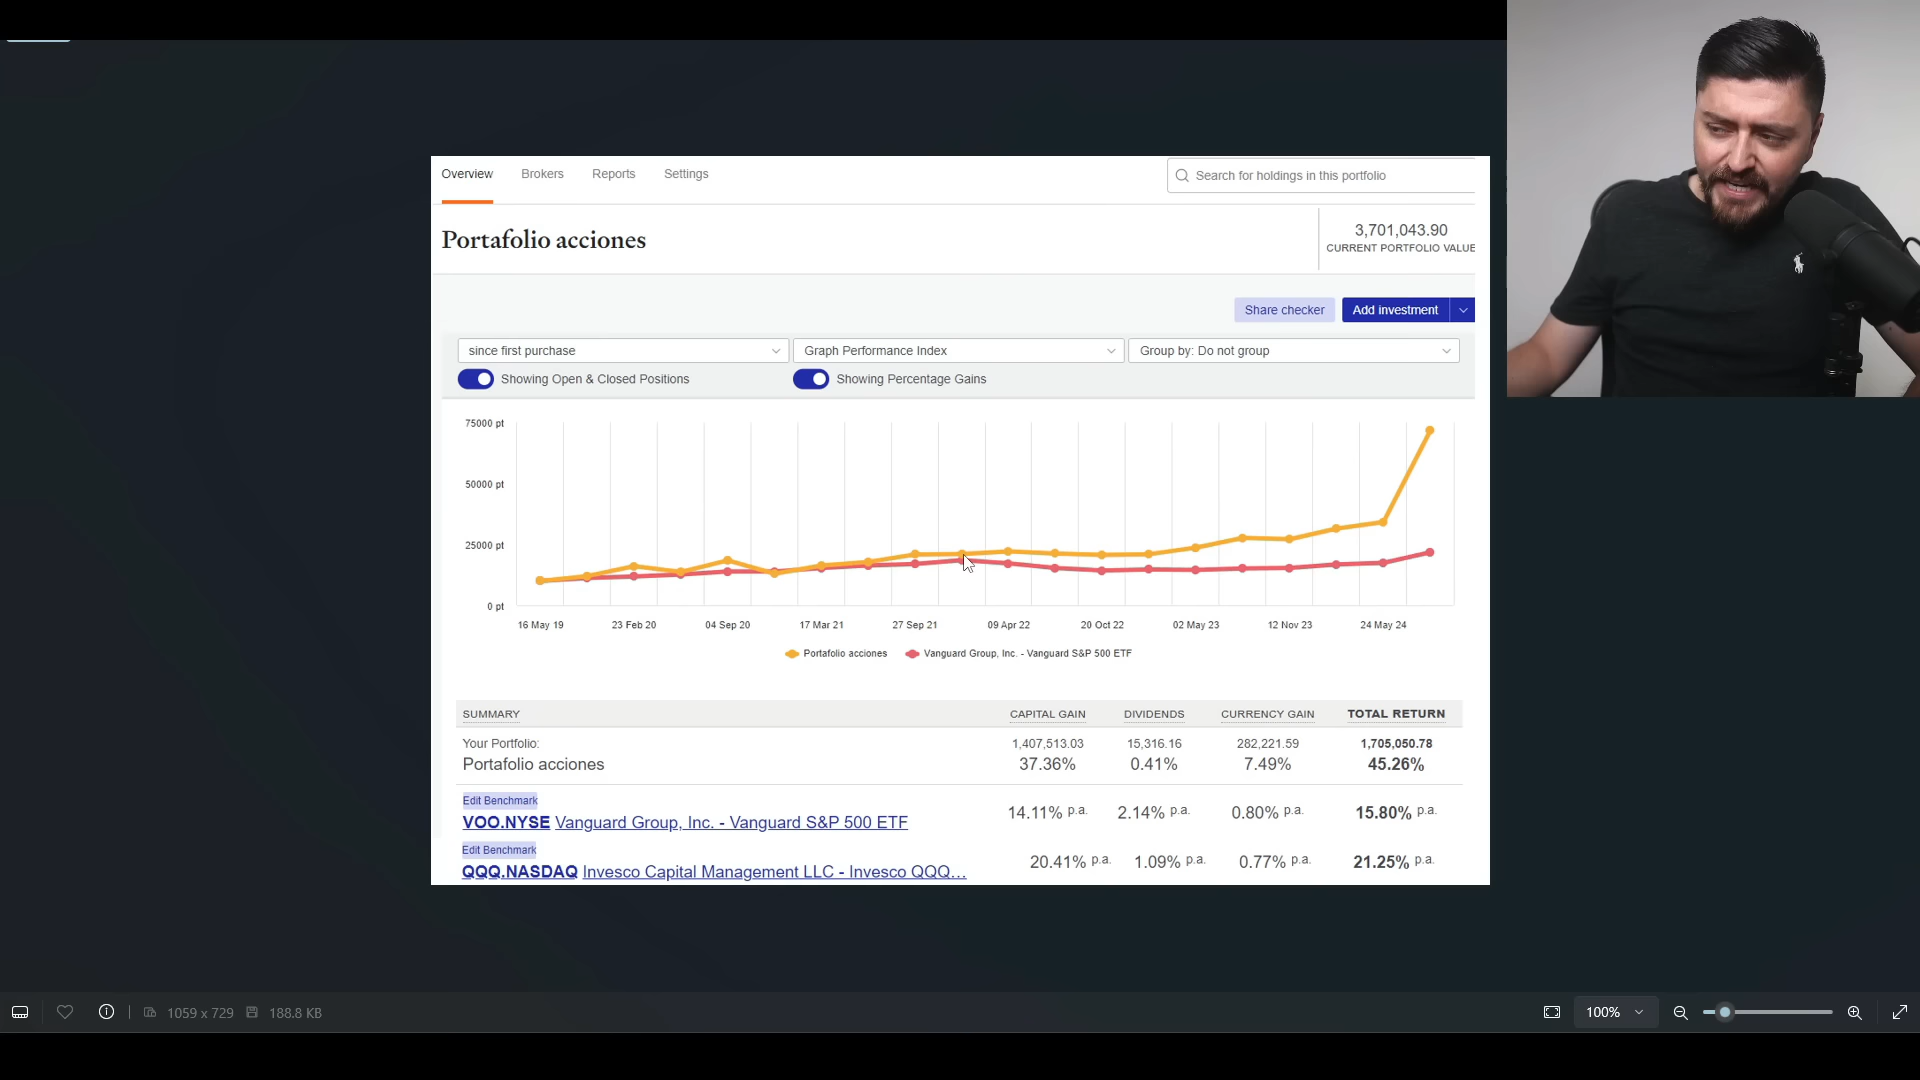 Overview Brokers Reports Settings
Search for holdings in this portfolio
Portafolio acciones
3,701,043.90
CURRENT PORTFOLIO VALUE
Share checker Add investment
since first purchase Graph Performance Index Group by: Do not group
Showing Open & Closed Positions Showing Percentage Gains
75000 pt
50000 pt
25000 pt
0 pt
16 May 19 23 Feb 20 04 Sep 20 17 Mar 21 27 Sep 21 09 Apr 22 20 Oct 22 02 May 23 12 Nov 23 24 May 24
Portafolio acciones Vanguard Group, Inc. - Vanguard S&P 500 ETF
SUMMARY CAPITAL GAIN DIVIDENDS CURRENCY GAIN TOTAL RETURN
Your Portfolio: 1,407,513.03 15,316.16 282,221.59 1,705,050.78
Portafolio acciones 37.36% 0.41% 7.49% 45.26%
Edit Benchmark
VOO.NYSE Vanguard Group, Inc. - Vanguard S&P 500 ETF 14.11% p.a. 2.14% p.a. 0.80% p.a. 15.80% p.a.
Edit Benchmark
QQQ.NASDAQ Invesco Capital Management LLC - Invesco QQQ… 20.41% p.a. 1.09% p.a. 0.77% p.a. 21.25% p.a.
1059 x 729 188.8 KB 100%